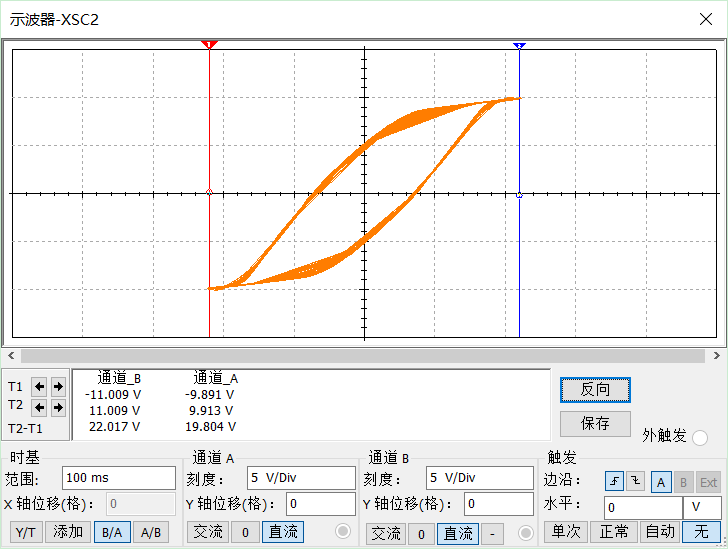 示波器-XSC2
1 2
T1
T2
T2-T1
通道_B 通道_A
-11.009 V -9.891 V
11.009 V 9.913 V
22.017 V 19.804 V
反向
保存
外触发
时基
范围: 100 ms
X 轴位移(格): 0
Y/T 添加 B/A A/B
通道 A
刻度: 5 V/Div
Y 轴位移(格): 0
交流 0 直流
通道 B
刻度: 5 V/Div
Y 轴位移(格): 0
交流 0 直流 -
触发
边沿: A B Ext
水平: 0 V
单次 正常 自动 无